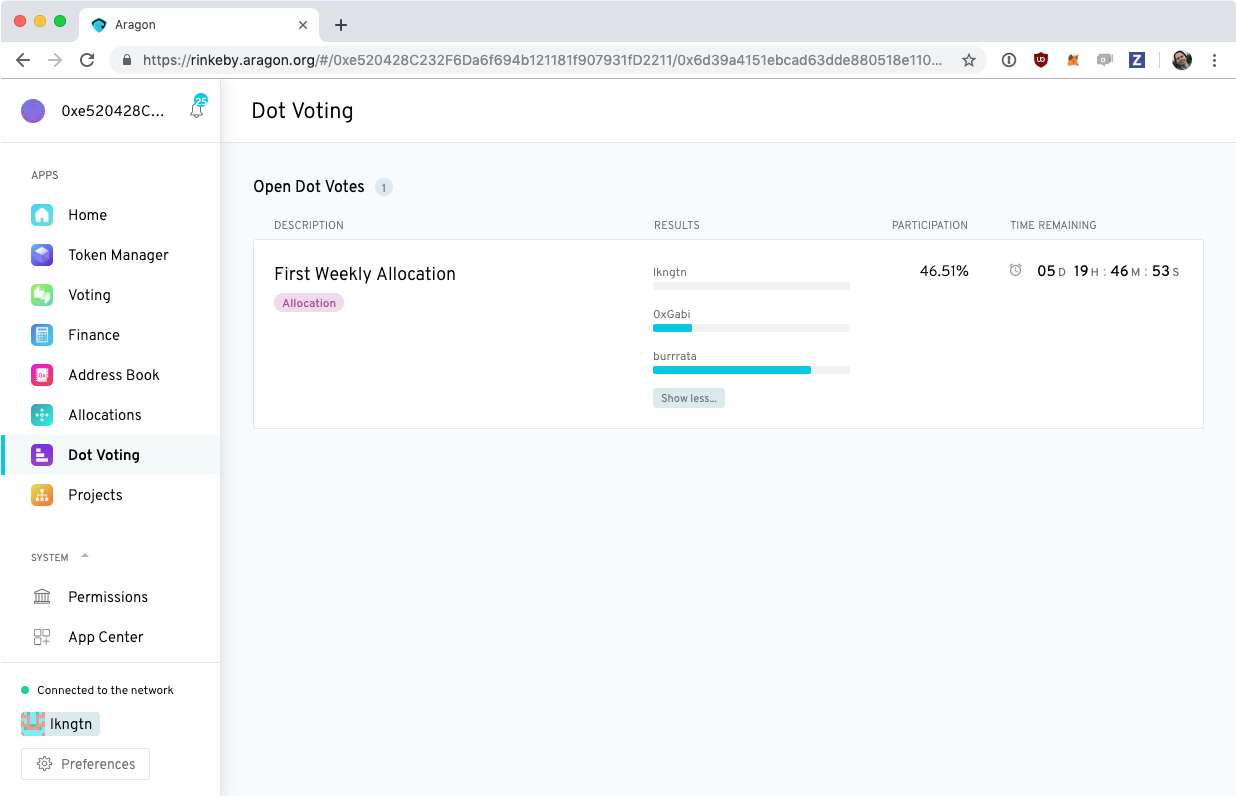 Aragon
https://rinkeby.aragon.org/#/0xe520428C232F6Da6f694b121181f907931fD2211/0x6d39a4151ebcad63dde880518e110...
0xe520428C...
25
Dot Voting
APPS
Home
Token Manager
Voting
Finance
Address Book
Allocations
Dot Voting
Projects
SYSTEM
Permissions
App Center
Connected to the network
lkngtn
Preferences
Open Dot Votes 1
DESCRIPTION RESULTS PARTICIPATION TIME REMAINING
First Weekly Allocation
Allocation
lkngtn
0xGabi
burrrata
Show less...
46.51%
05 D 19 H : 46 M : 53 S